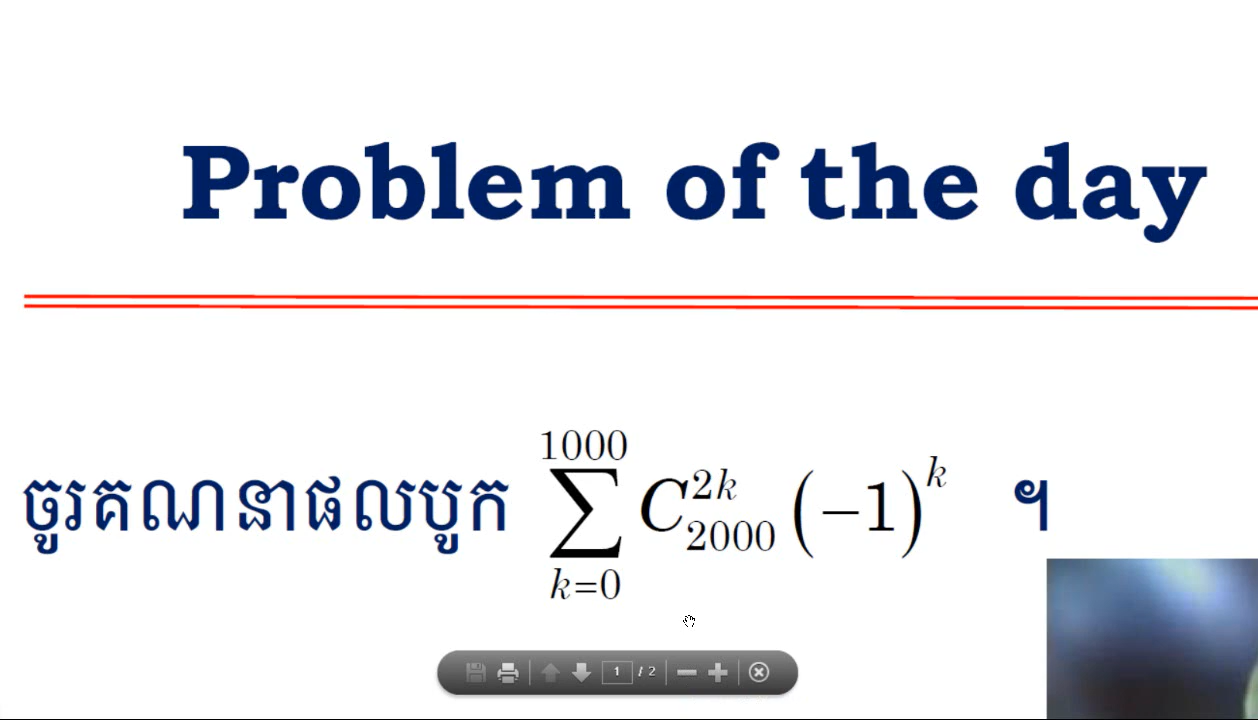 Problem of the day
ចូរគណនាផលបូក $\sum_{k=0}^{1000} C_{2000}^{2k} (-1)^k$ ។
1 / 2